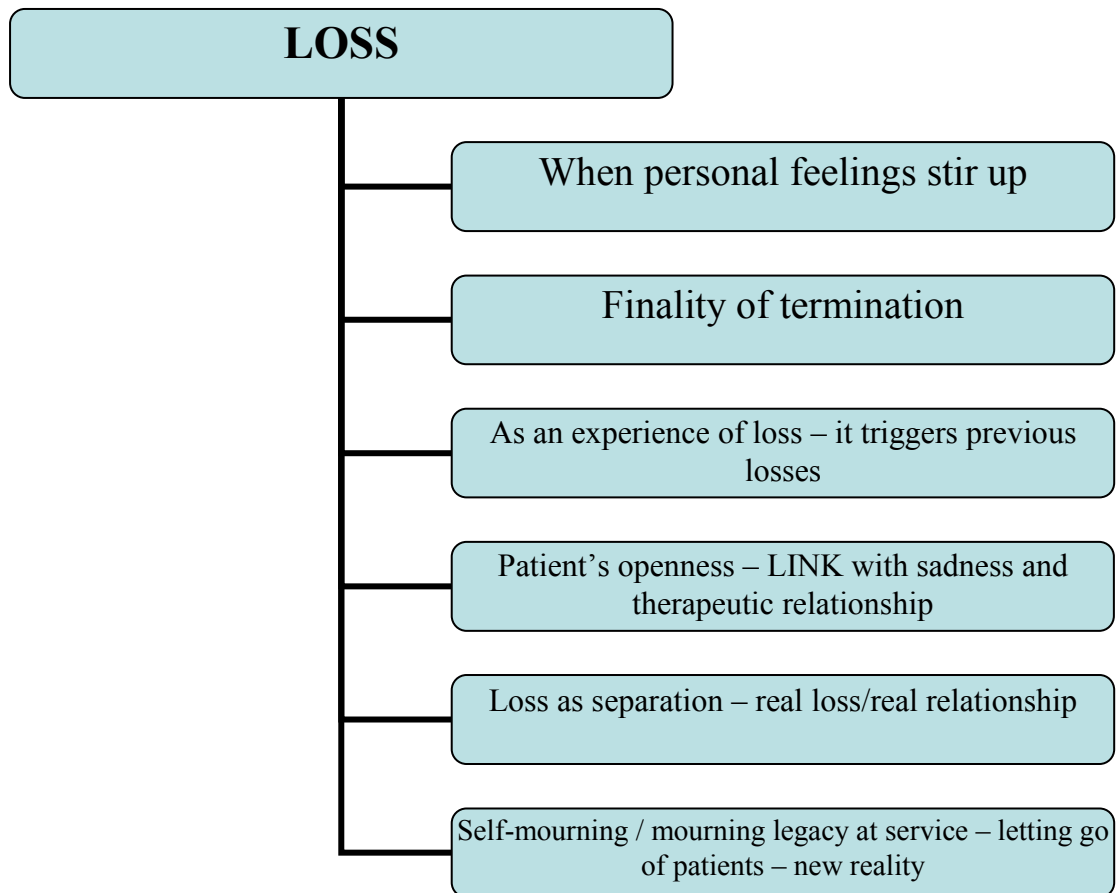 LOSS
When personal feelings stir up
Finality of termination
As an experience of loss – it triggers previous
losses
Patient’s openness – LINK with sadness and
therapeutic relationship
Loss as separation – real loss/real relationship
Self-mourning / mourning legacy at service – letting go
of patients – new reality